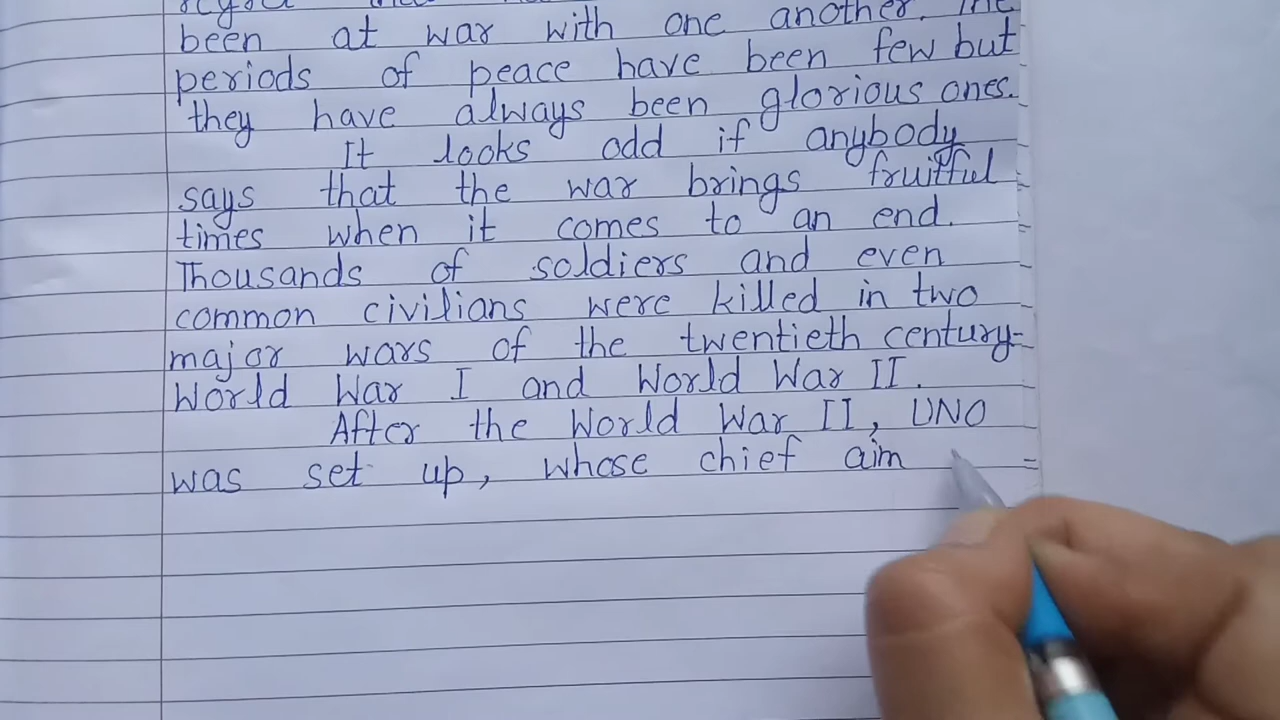 been at war with one another. The
periods of peace have been few but
they have always been glorious ones.
It looks odd if anybody
says that the war brings fruitful
times when it comes to an end.
Thousands of soldiers and even
common civilians were killed in two
major wars of the twentieth century-
World War I and World War II.
After the World War II, UNO
was set up, whose chief aim